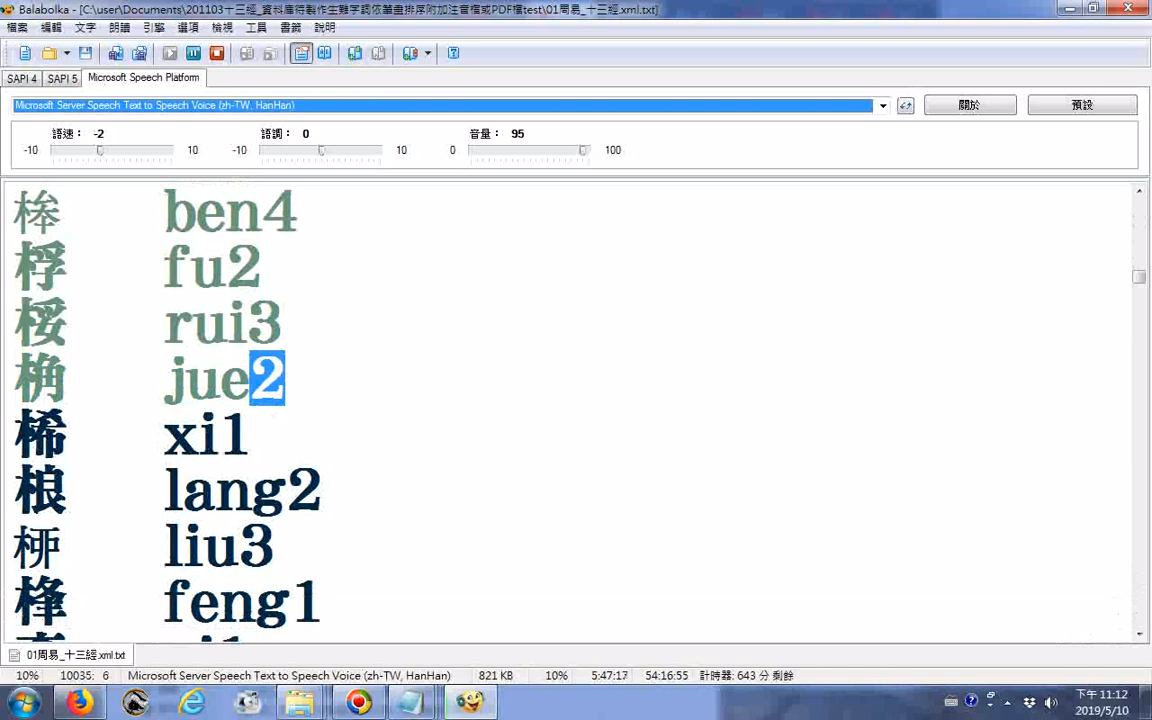 Balabolka - [C:\user\Documents\201103十三經_資料庫待製作生難字詞依筆畫排序附加注音檔或PDF檔test\01周易_十三經.xml.txt]
檔案 編輯 文字 朗讀 引擎 選項 檢視 工具 書籤 說明
SAPI 4 SAPI 5 Microsoft Speech Platform
Microsoft Server Speech Text to Speech Voice (zh-TW, HanHan) 關於 預設
語速： -2 語調： 0 音量： 95
-10 10 -10 10 0 100
ben4
桴 fu2
桵 rui3
桷 jue2
桸 xi1
桹 lang2
桺 liu3
桻 feng1
01周易_十三經.xml.txt
10% 10035: 6 Microsoft Server Speech Text to Speech Voice (zh-TW, HanHan) 821 KB 10% 5:47:17 54:16:55 計時器: 643 分 剩餘
下午 11:12
2019/5/10